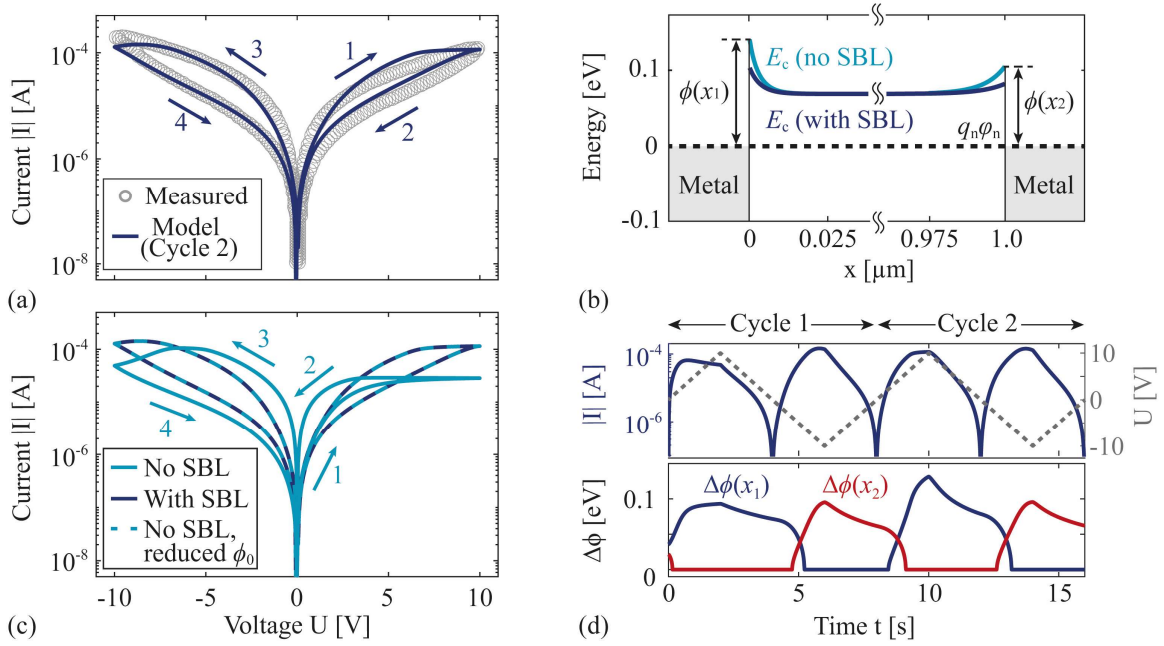 (a)
Current |I| [A]
10⁻⁴
10⁻⁶
10⁻⁸
3
1
4
2
Measured
Model
(Cycle 2)
(b)
Energy [eV]
0.1
0
-0.1
E_c (no SBL)
E_c (with SBL)
ϕ(x₁)
ϕ(x₂)
q_nφ_n
Metal
Metal
0
0.025
0.975
1.0
x [µm]
(c)
Current |I| [A]
10⁻⁴
10⁻⁶
10⁻⁸
3
2
4
1
No SBL
With SBL
No SBL,
reduced ϕ₀
-10
-5
0
5
10
Voltage U [V]
(d)
Cycle 1
Cycle 2
|I| [A]
10⁻⁴
10⁻⁶
10
0
-10
U [V]
Δϕ [eV]
0.1
0
Δϕ(x₁)
Δϕ(x₂)
0
5
10
15
Time t [s]